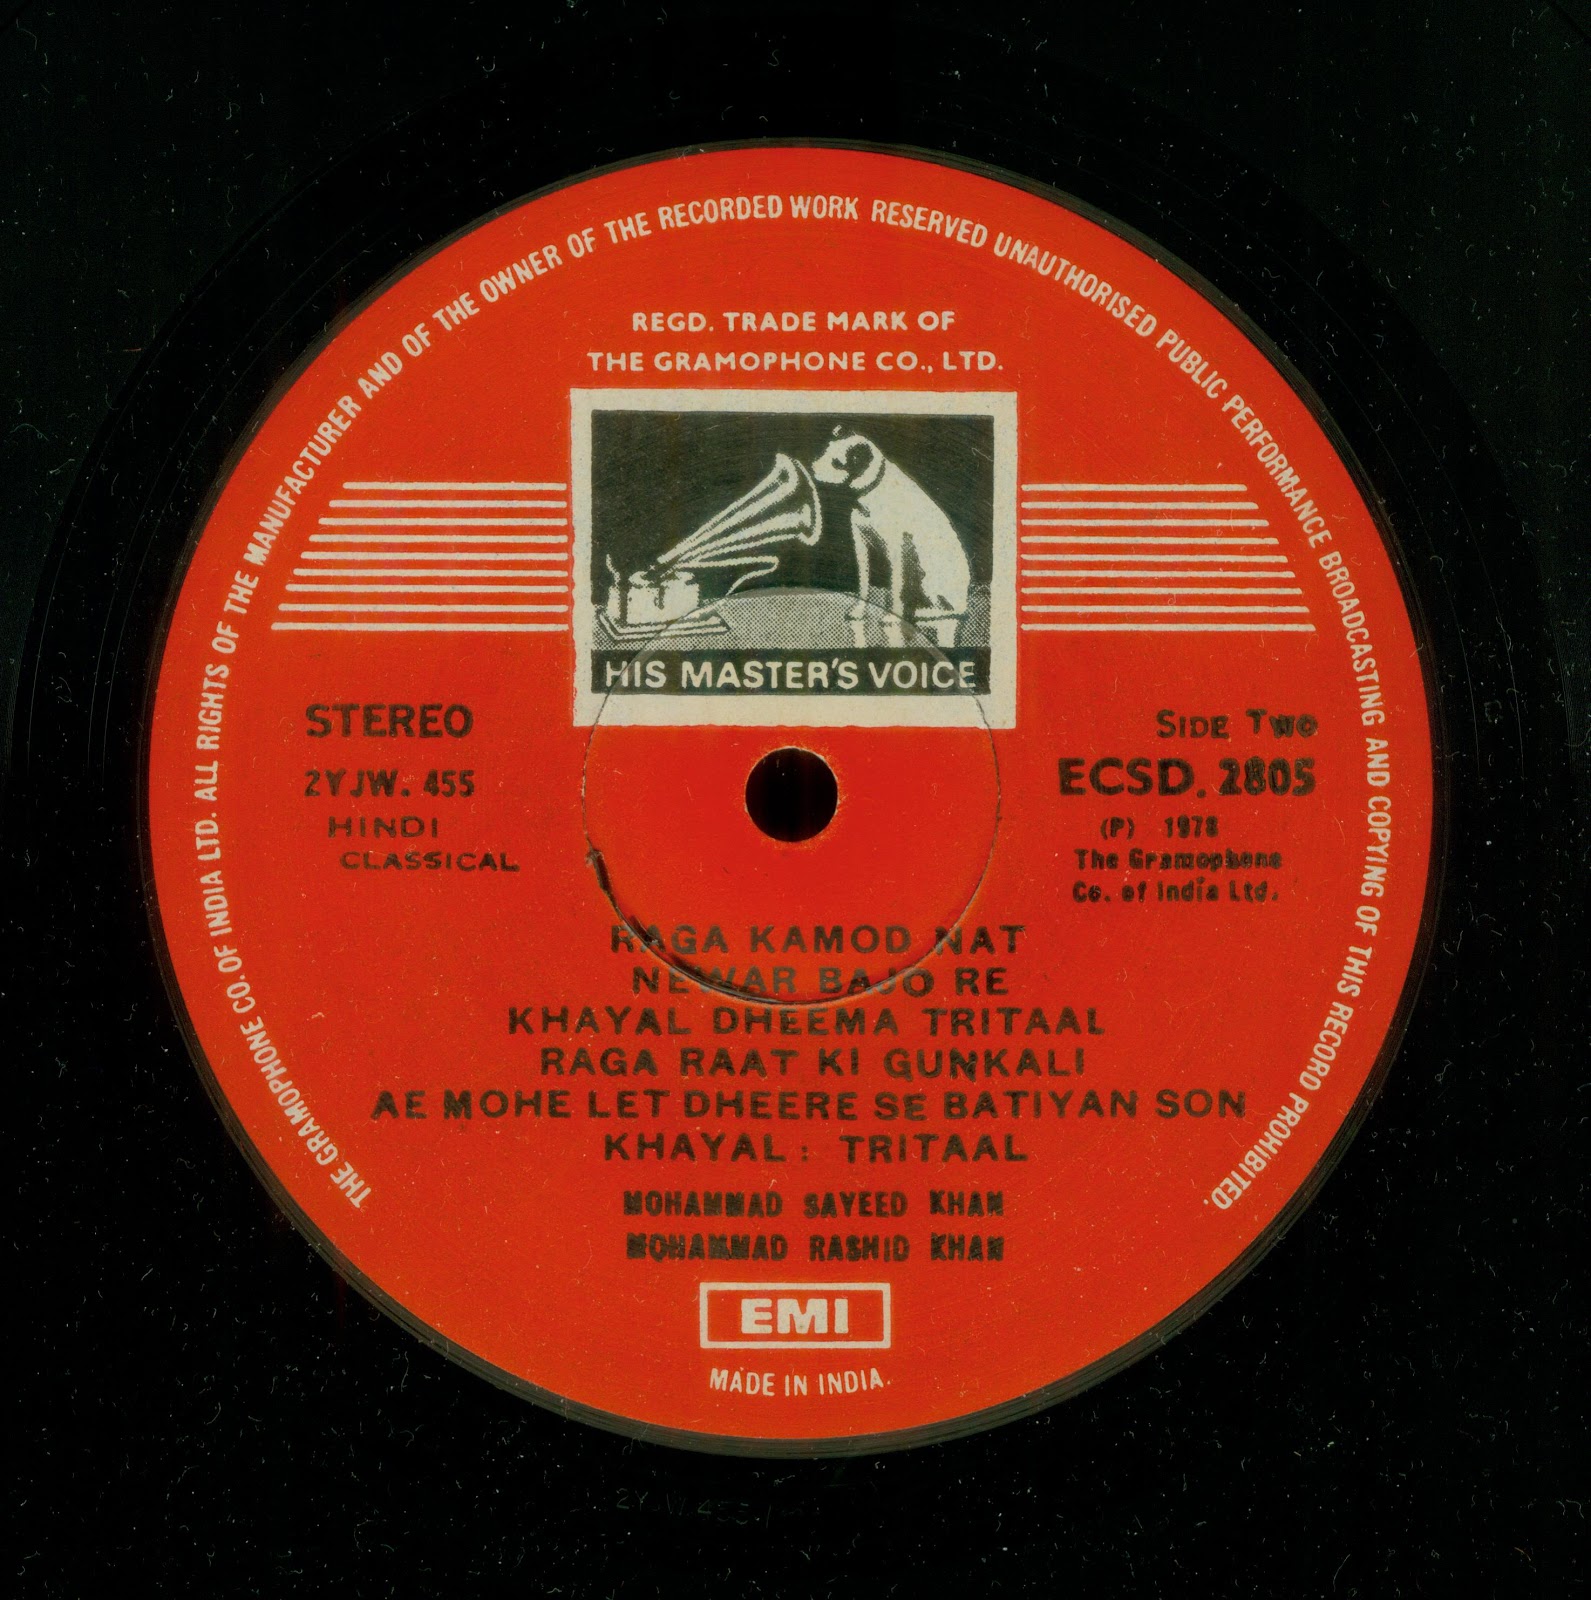 THE GRAMOPHONE CO. OF INDIA LTD. ALL RIGHTS OF THE MANUFACTURER AND OF THE OWNER OF THE RECORDED WORK RESERVED UNAUTHORISED PUBLIC PERFORMANCE BROADCASTING AND COPYING OF THIS RECORD PROHIBITED.
REGD. TRADE MARK OF
THE GRAMOPHONE CO., LTD.
HIS MASTER'S VOICE
STEREO
2YJW. 455
HINDI
CLASSICAL
SIDE TWO
ECSD. 2805
(P) 1978
The Gramophone
Co. of India Ltd.
RAGA KAMOD NAT
NEWAR BAJO RE
KHAYAL DHEEMA TRITAAL
RAGA RAAT KI GUNKALI
AE MOHE LET DHEERE SE BATIYAN SON
KHAYAL : TRITAAL
MOHAMMAD SAYEED KHAN
MOHAMMAD RASHID KHAN
EMI
MADE IN INDIA.